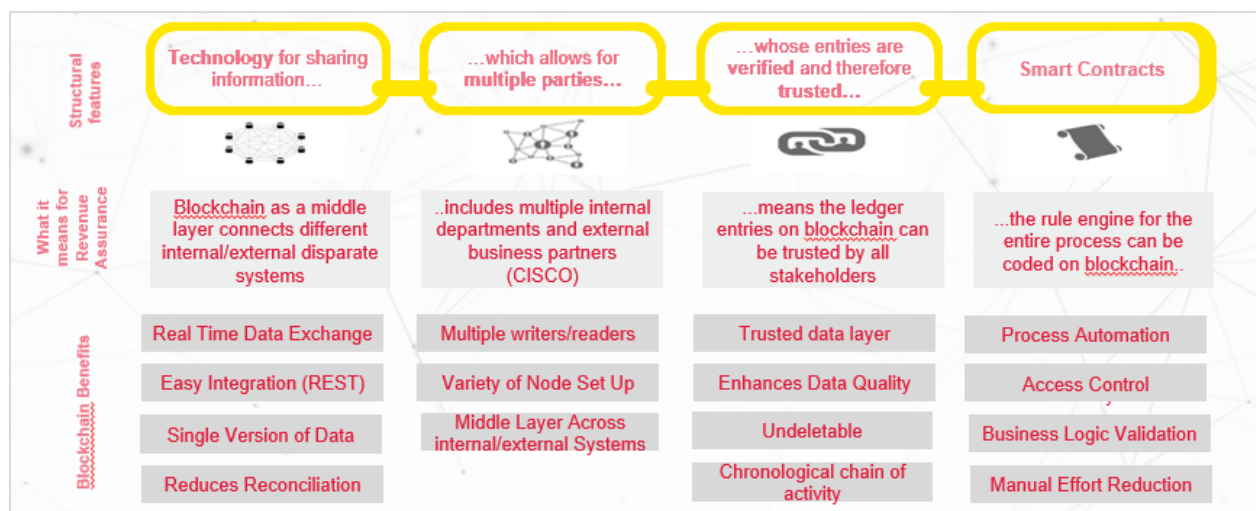 Structural
features
Technology for sharing
information…
…which allows for
multiple parties…
…whose entries are
verified and therefore
trusted…
Smart Contracts
What it
means for
Revenue
Assurance
Blockchain as a middle
layer connects different
internal/external disparate
systems
..includes multiple internal
departments and external
business partners
(CISCO)
…means the ledger
entries on blockchain can
be trusted by all
stakeholders
…the rule engine for the
entire process can be
coded on blockchain..
Blockchain Benefits
Real Time Data Exchange
Easy Integration (REST)
Single Version of Data
Reduces Reconciliation
Multiple writers/readers
Variety of Node Set Up
Middle Layer Across
internal/external Systems
Trusted data layer
Enhances Data Quality
Undeletable
Chronological chain of
activity
Process Automation
Access Control
Business Logic Validation
Manual Effort Reduction